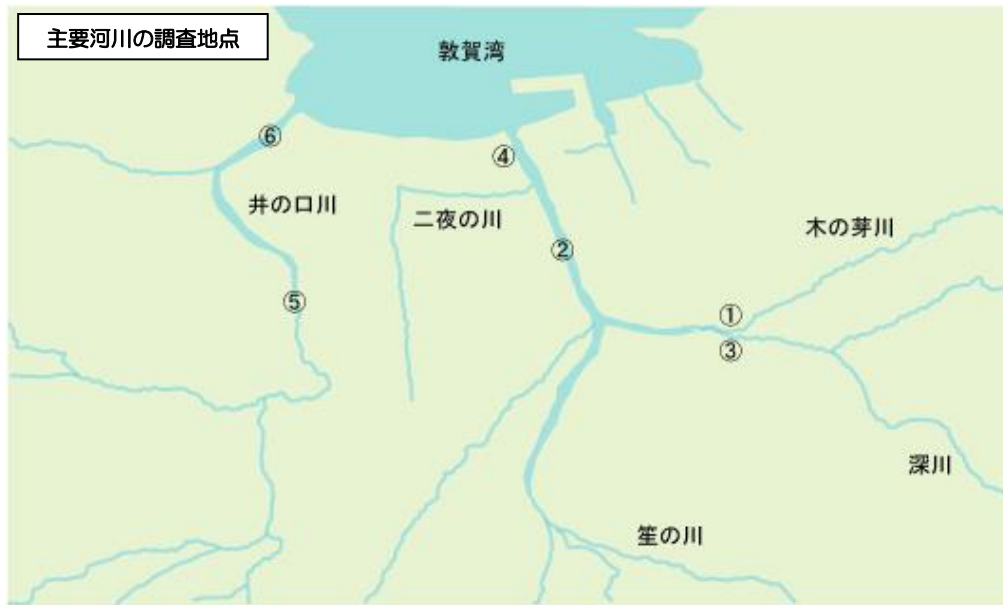 主要河川の調査地点
敦賀湾
⑥
④
井の口川
二夜の川
木の芽川
②
⑤
①
③
深川
笙の川